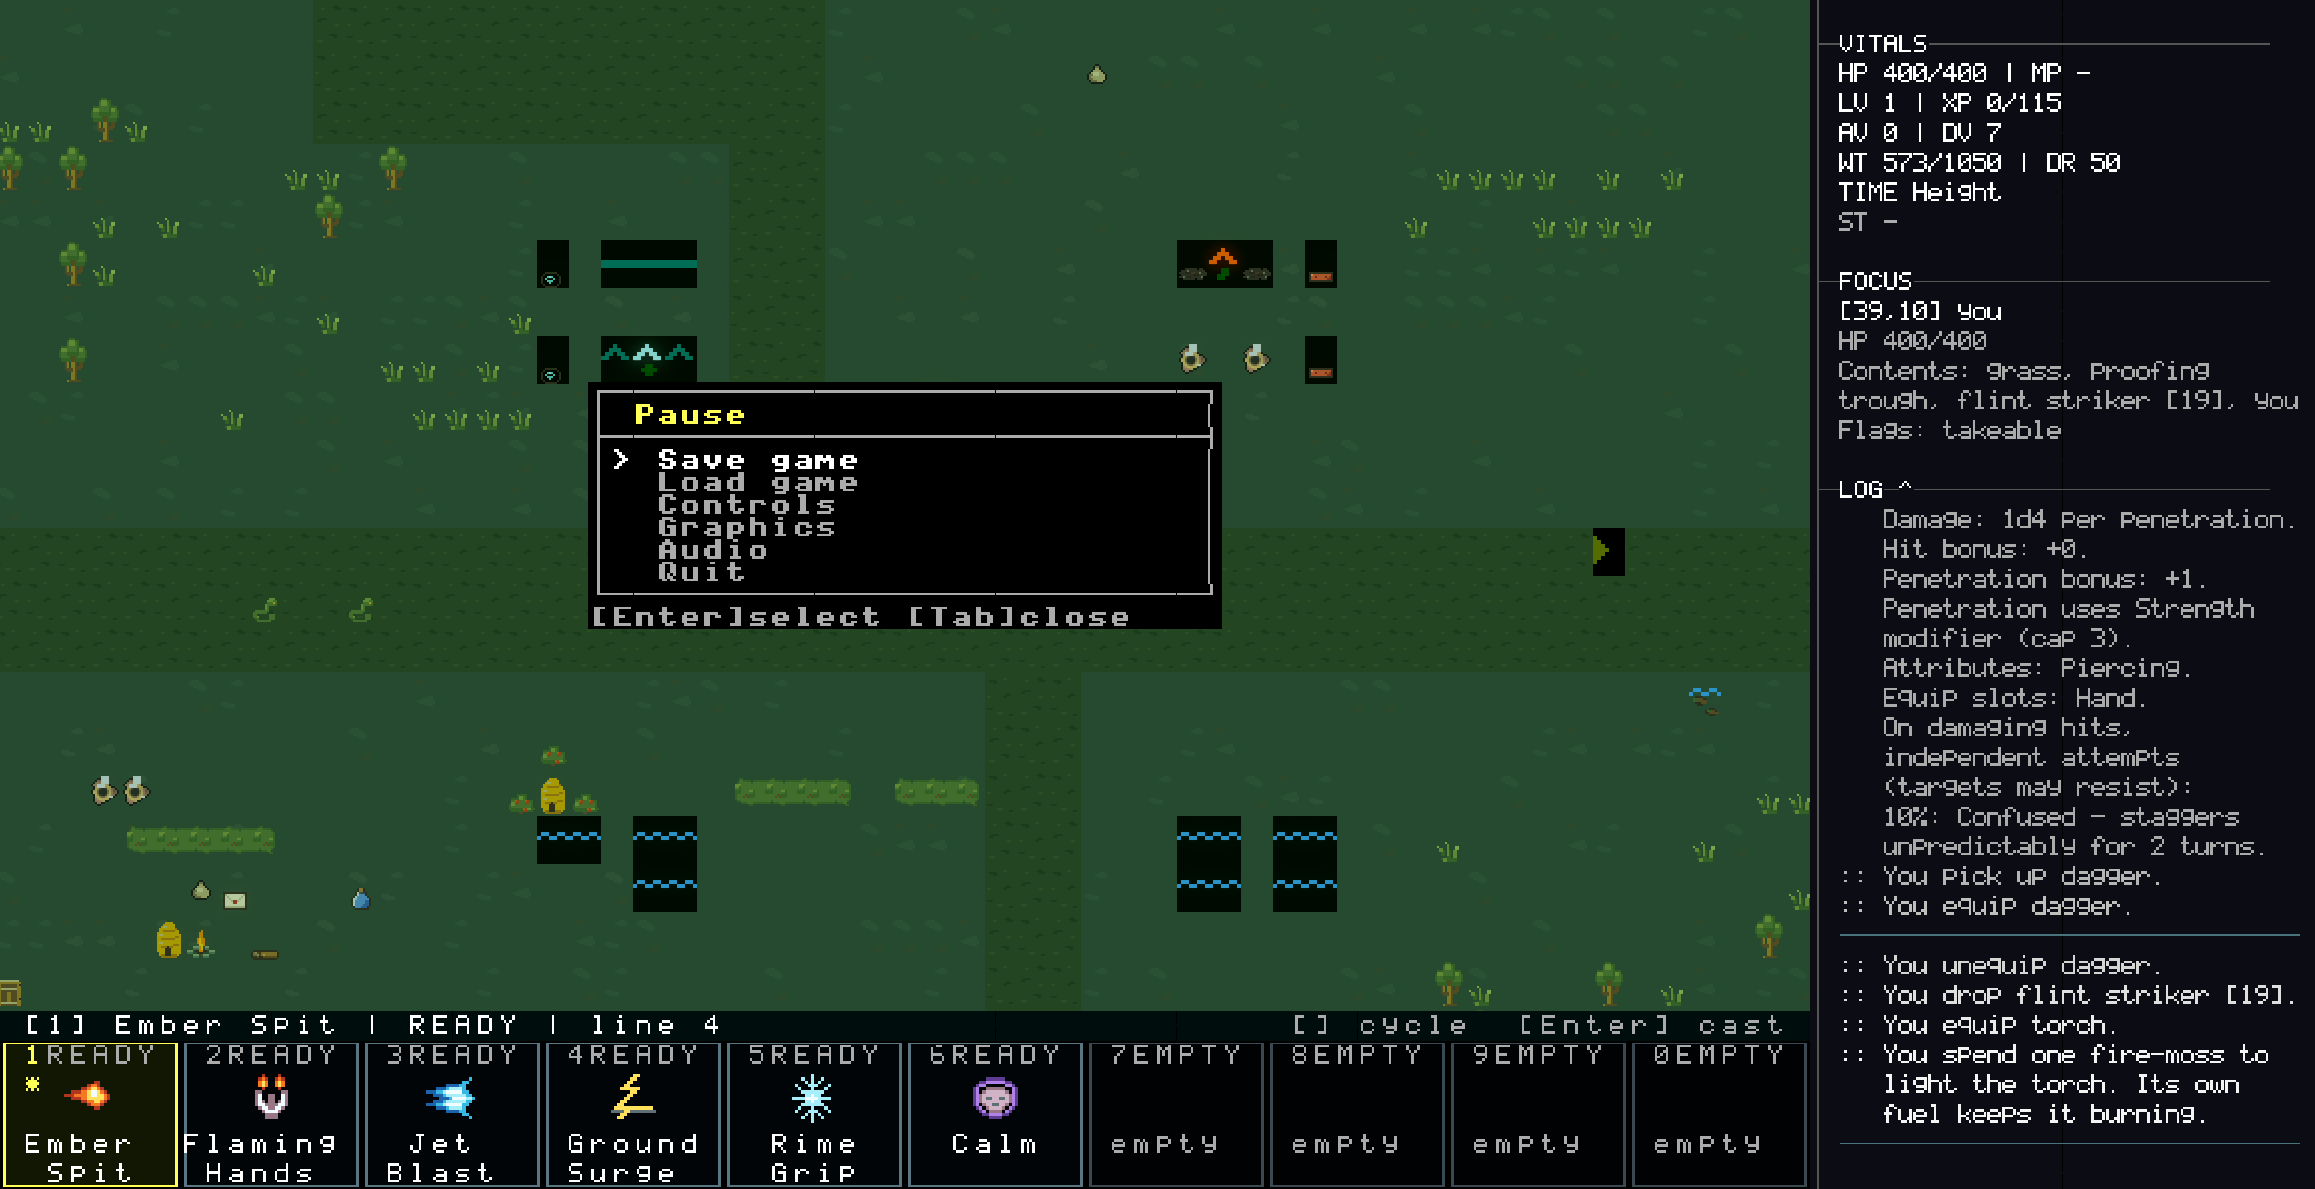 VITALS
HP 400/400 | MP -
LV 1 | XP 0/115
AV 0 | DV 7
WT 573/1050 | DR 50
TIME Height
ST -
FOCUS
[39,10] you
HP 400/400
Contents: grass, Proofing
trough, flint striker [19], you
Flags: takeable
LOG ^
Damage: 1d4 per penetration.
Hit bonus: +0.
Penetration bonus: +1.
Penetration uses Strength
modifier (cap 3).
Attributes: Piercing.
Equip slots: Hand.
On damaging hits,
independent attempts
(targets may resist):
10%: Confused - staggers
unpredictably for 2 turns.
:: You pick up dagger.
:: You equip dagger.
:: You unequip dagger.
:: You drop flint striker [19].
:: You equip torch.
:: You spend one fire-moss to
light the torch. Its own
fuel keeps it burning.
Pause
> Save game
Load game
Controls
Graphics
Audio
Quit
[Enter]select [Tab]close
[1] Ember Spit | READY | line 4
[] cycle [Enter] cast
1READY
* Ember
Spit
2READY
Flaming
Hands
3READY
Jet
Blast
4READY
Ground
Surge
5READY
Rime
Grip
6READY
Calm
7EMPTY
empty
8EMPTY
empty
9EMPTY
empty
0EMPTY
empty